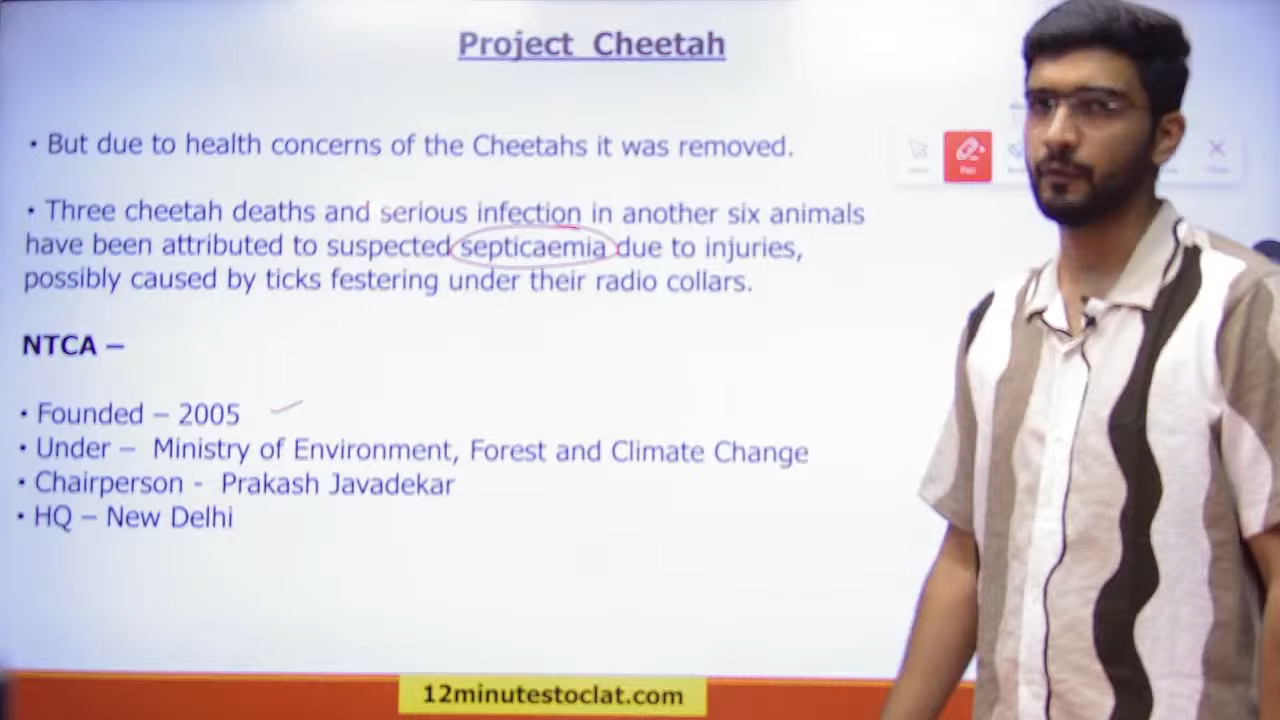 Project Cheetah
• But due to health concerns of the Cheetahs it was removed.
• Three cheetah deaths and serious infection in another six animals
have been attributed to suspected septicaemia due to injuries,
possibly caused by ticks festering under their radio collars.
NTCA –
• Founded – 2005
• Under – Ministry of Environment, Forest and Climate Change
• Chairperson - Prakash Javadekar
• HQ – New Delhi
12minutestoclat.com